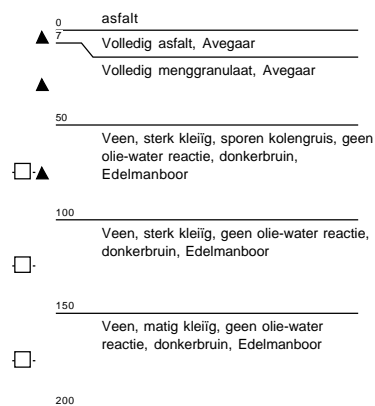 0 asfalt
7 Volledig asfalt, Avegaar
Volledig menggranulaat, Avegaar
50
Veen, sterk kleiïg, sporen kolengruis, geen
olie-water reactie, donkerbruin,
Edelmanboor
100
Veen, sterk kleiïg, geen olie-water reactie,
donkerbruin, Edelmanboor
150
Veen, matig kleiïg, geen olie-water
reactie, donkerbruin, Edelmanboor
200